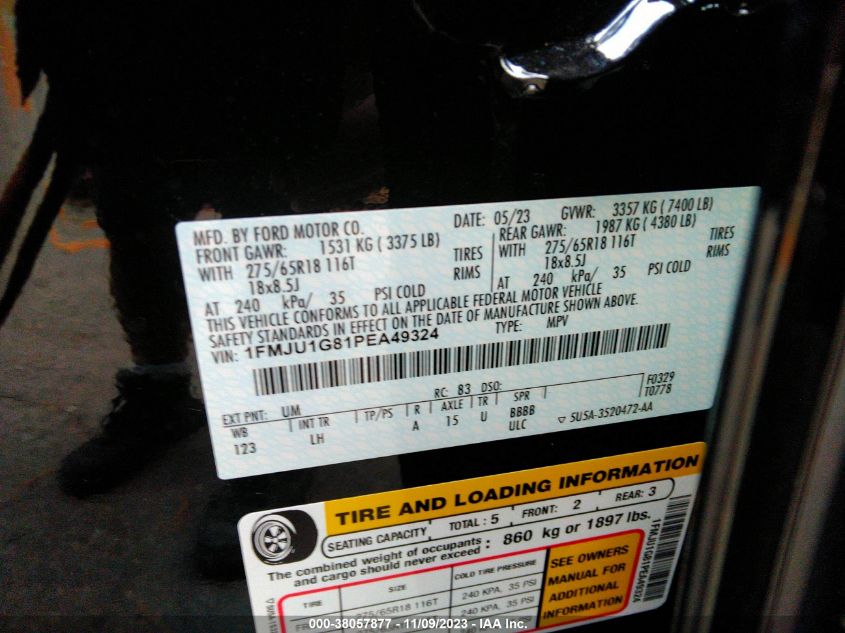 MFD. BY FORD MOTOR CO. DATE: 05/23 GVWR: 3357 KG ( 7400 LB)
FRONT GAWR: 1531 KG ( 3375 LB) REAR GAWR: 1987 KG ( 4380 LB)
WITH 275/65R18 116T TIRES WITH 275/65R18 116T TIRES
18x8.5J RIMS 18x8.5J RIMS
AT 240 kPa/ 35 PSI COLD AT 240 kPa/ 35 PSI COLD
THIS VEHICLE CONFORMS TO ALL APPLICABLE FEDERAL MOTOR VEHICLE
SAFETY STANDARDS IN EFFECT ON THE DATE OF MANUFACTURE SHOWN ABOVE.
VIN: 1FMJU1G81PEA49324 TYPE: MPV
F0329
T0778
EXT PNT: UM RC: 83 DSO:
WB INT TR TP/PS R AXLE TR SPR
123 LH A 15 U BBBB
ULC ▽ 5U5A-3520472-AA
TIRE AND LOADING INFORMATION
SEATING CAPACITY TOTAL : 5 FRONT: 2 REAR: 3
The combined weight of occupants
and cargo should never exceed : 860 kg or 1897 lbs.
TIRE SIZE COLD TIRE PRESSURE
275/65R18 116T 240 KPA, 35 PSI
240 KPA, 35 PSI
SEE OWNERS
MANUAL FOR
ADDITIONAL
INFORMATION
1FMJU1G81PEA49324
000-38057877 - 11/09/2023 - IAA Inc.